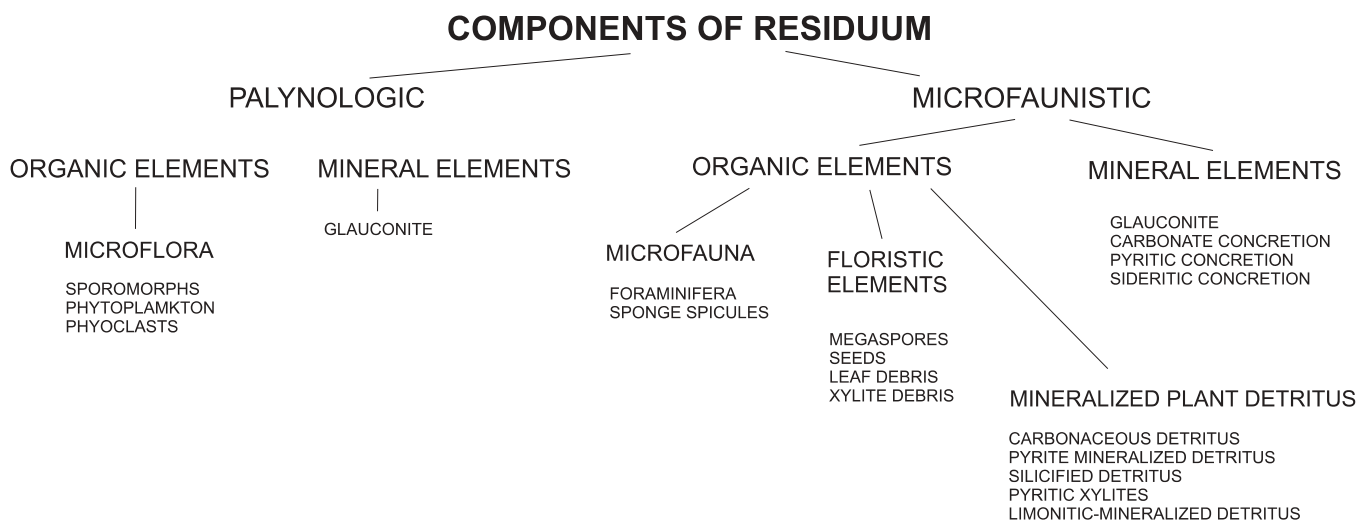 COMPONENTS OF RESIDUUM
PALYNOLOGIC
MICROFAUNISTIC
ORGANIC ELEMENTS
MINERAL ELEMENTS
ORGANIC ELEMENTS
MINERAL ELEMENTS
MICROFLORA
SPOROMORPHS
PHYTOPLAMKTON
PHYOCLASTS
GLAUCONITE
MICROFAUNA
FORAMINIFERA
SPONGE SPICULES
FLORISTIC
ELEMENTS
MEGASPORES
SEEDS
LEAF DEBRIS
XYLITE DEBRIS
GLAUCONITE
CARBONATE CONCRETION
PYRITIC CONCRETION
SIDERITIC CONCRETION
MINERALIZED PLANT DETRITUS
CARBONACEOUS DETRITUS
PYRITE MINERALIZED DETRITUS
SILICIFIED DETRITUS
PYRITIC XYLITES
LIMONITIC-MINERALIZED DETRITUS